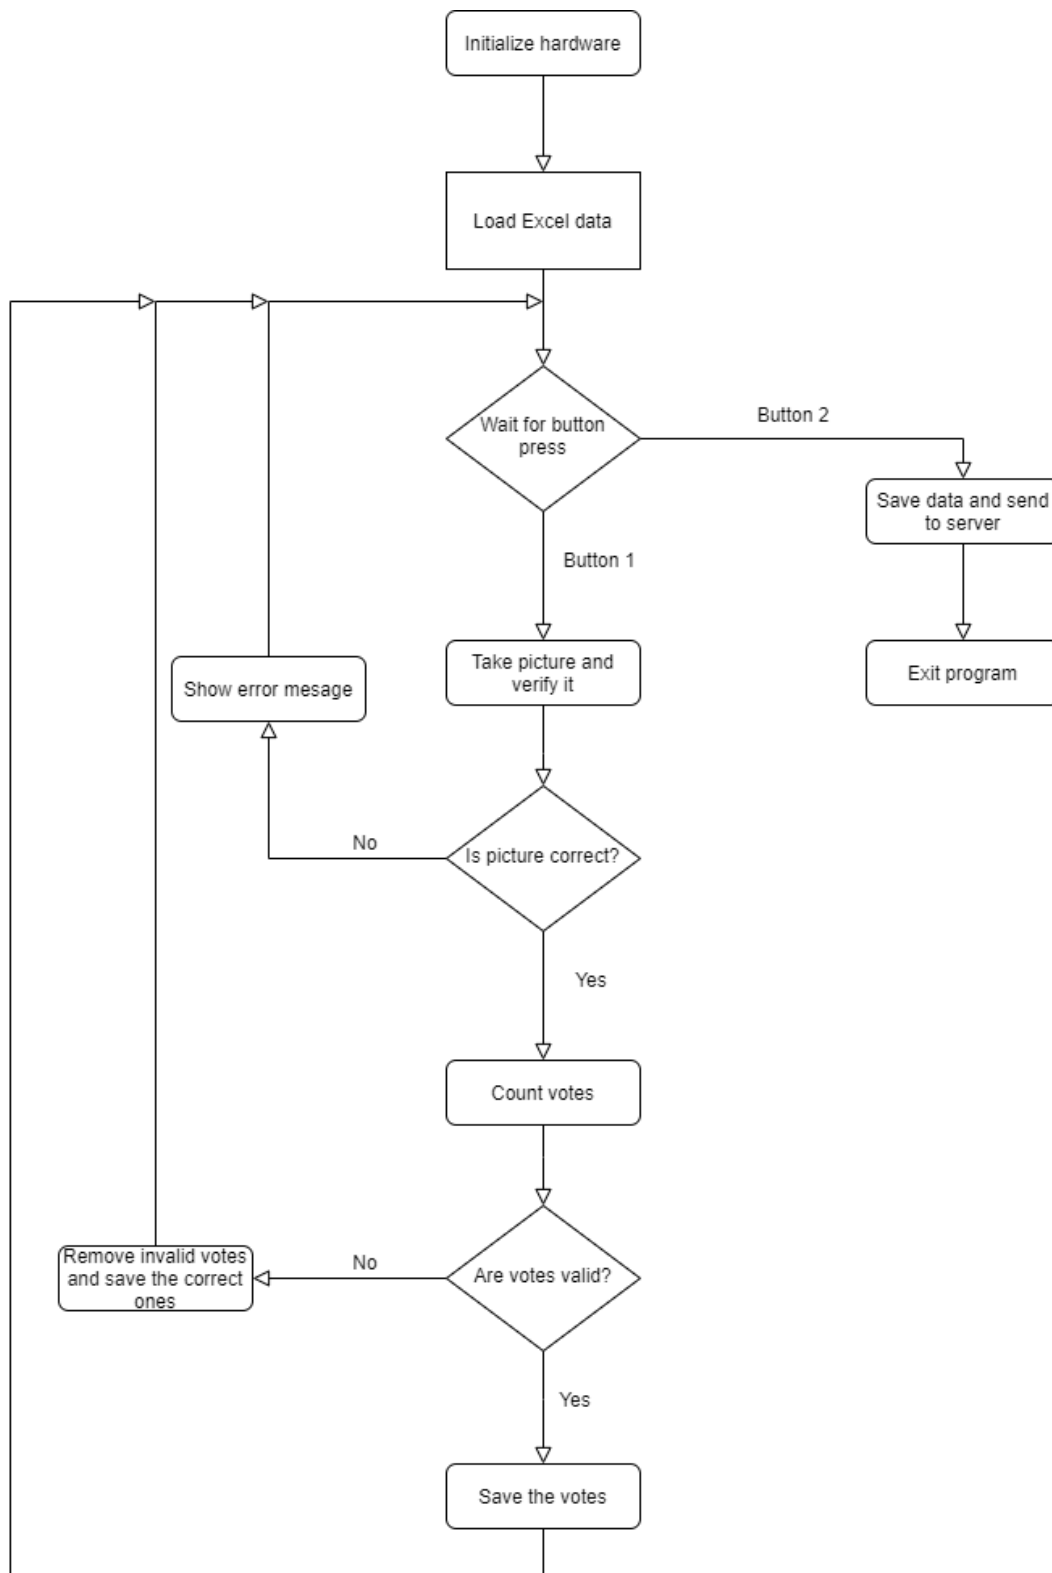 Initialize hardware
Load Excel data
Wait for button
press
Button 2
Save data and send
to server
Button 1
Take picture and
verify it
Exit program
Show error mesage
No
Is picture correct?
Yes
Count votes
Remove invalid votes
and save the correct
ones
No
Are votes valid?
Yes
Save the votes